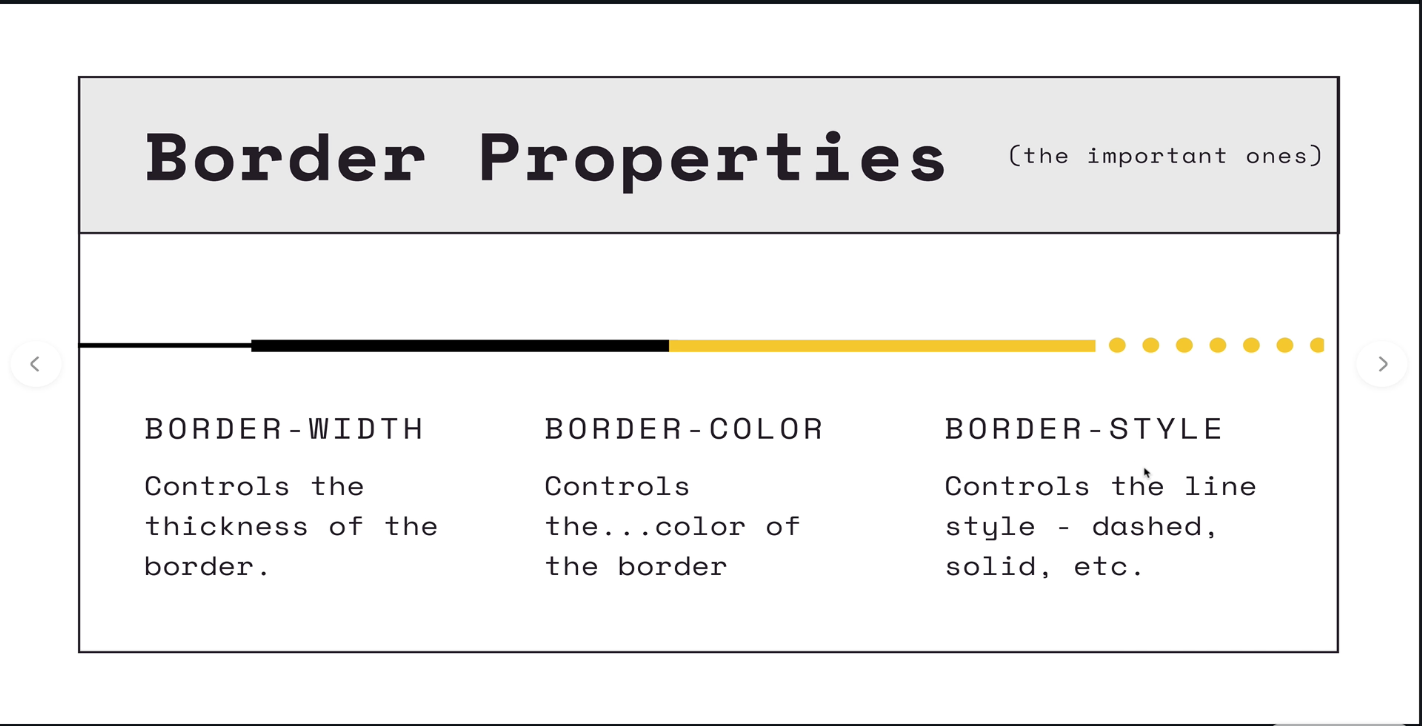 Border Properties (the important ones)
BORDER-WIDTH
Controls the
thickness of the
border.
BORDER-COLOR
Controls
the...color of
the border
BORDER-STYLE
Controls the line
style - dashed,
solid, etc.